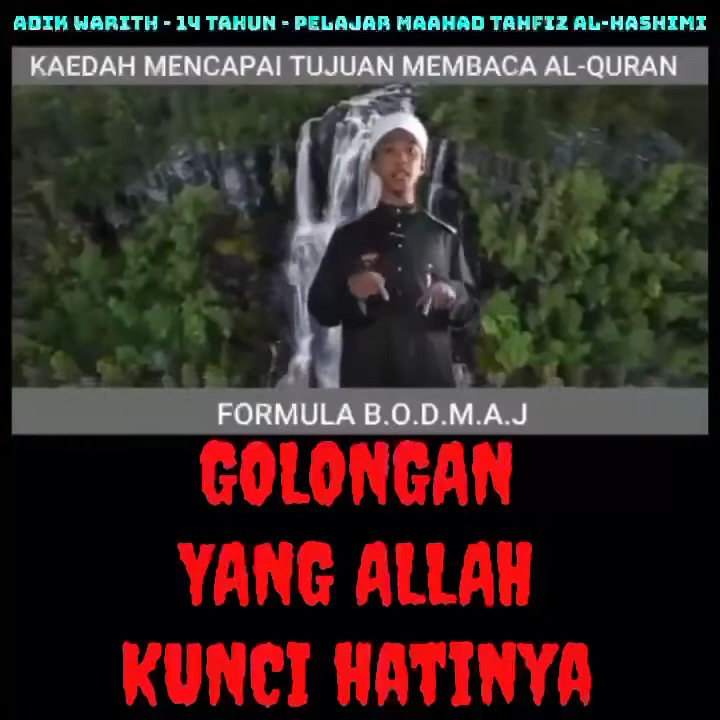 ADIK WARITH - 14 TAHUN - PELAJAR MAAHAD TAHFIZ AL-HASHIMI
KAEDAH MENCAPAI TUJUAN MEMBACA AL-QURAN
FORMULA B.O.D.M.A.J
GOLONGAN
YANG ALLAH
KUNCI HATINYA